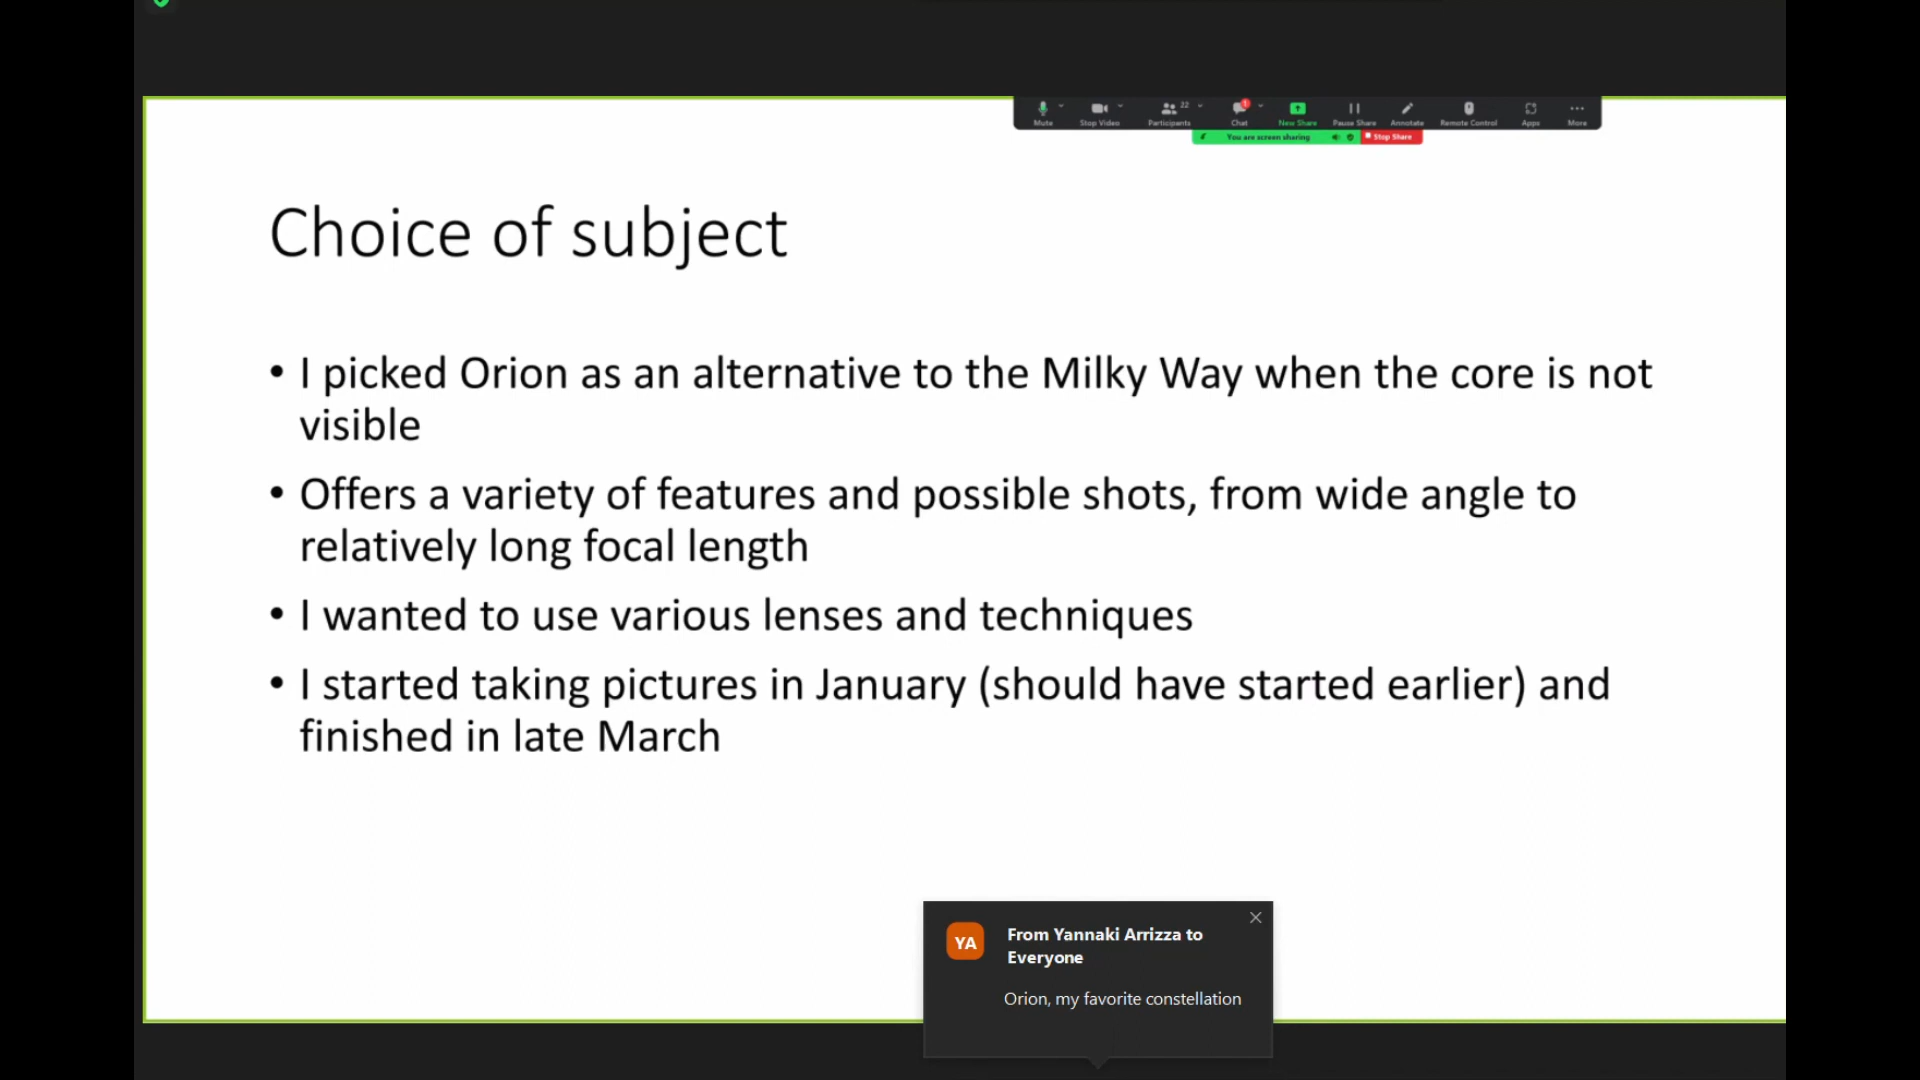 Mute Stop Video Participants 22 Chat 1 New Share Pause Share Annotate Remote Control Apps More
You are screen sharing Stop Share
Choice of subject
• I picked Orion as an alternative to the Milky Way when the core is not
visible
• Offers a variety of features and possible shots, from wide angle to
relatively long focal length
• I wanted to use various lenses and techniques
• I started taking pictures in January (should have started earlier) and
finished in late March
YA
From Yannaki Arrizza to
Everyone
Orion, my favorite constellation